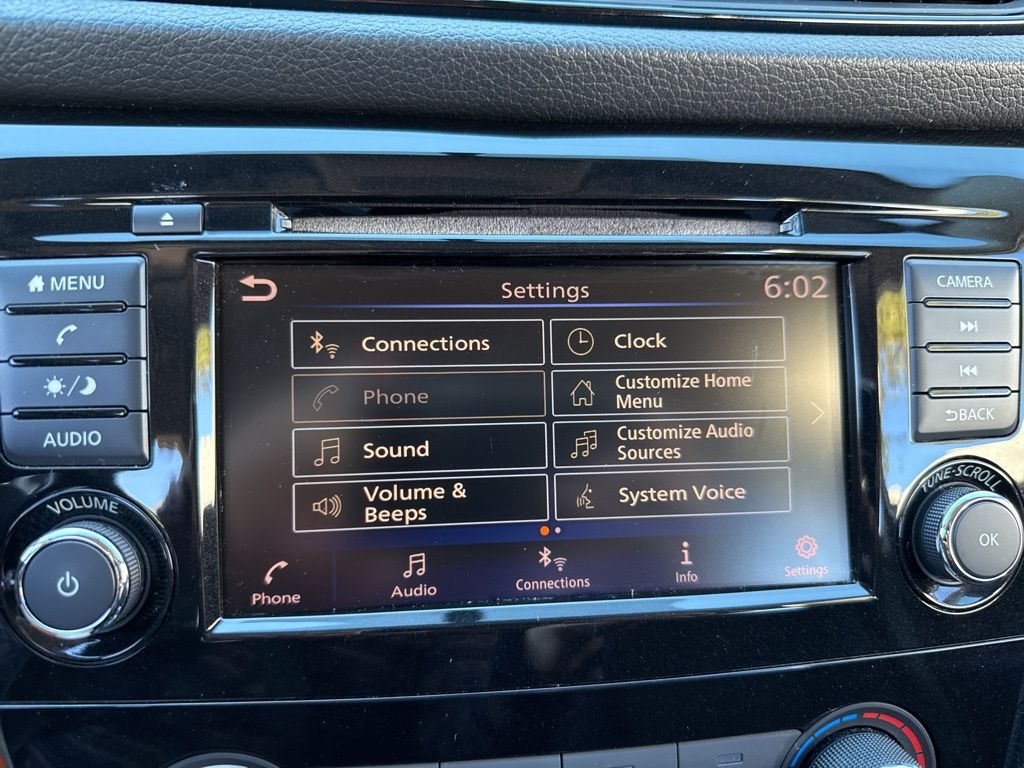 MENU
AUDIO
VOLUME
Settings
6:02
Connections
Clock
Phone
Customize Home
Menu
Sound
Customize Audio
Sources
Volume &
Beeps
System Voice
Phone
Audio
Connections
Info
Settings
CAMERA
BACK
TUNE·SCROLL
OK